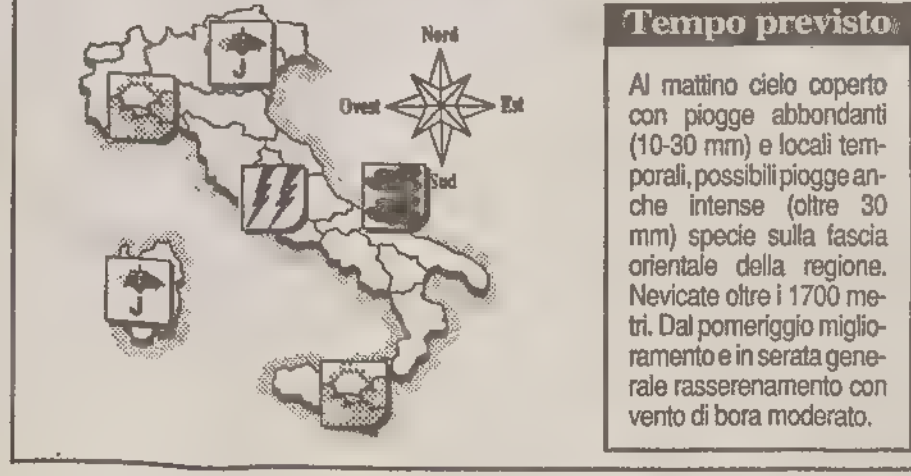 Nord
Ovest
Est
Sud
Tempo previsto
Al mattino cielo coperto
con piogge abbondanti
(10-30 mm) e locali tem-
porali, possibili piogge an-
che intense (oltre 30
mm) specie sulla fascia
orientale della regione.
Nevicate oltre i 1700 me-
tri. Dal pomeriggio miglio-
ramento e in serata gene-
rale rasserenamento con
vento di bora moderato.